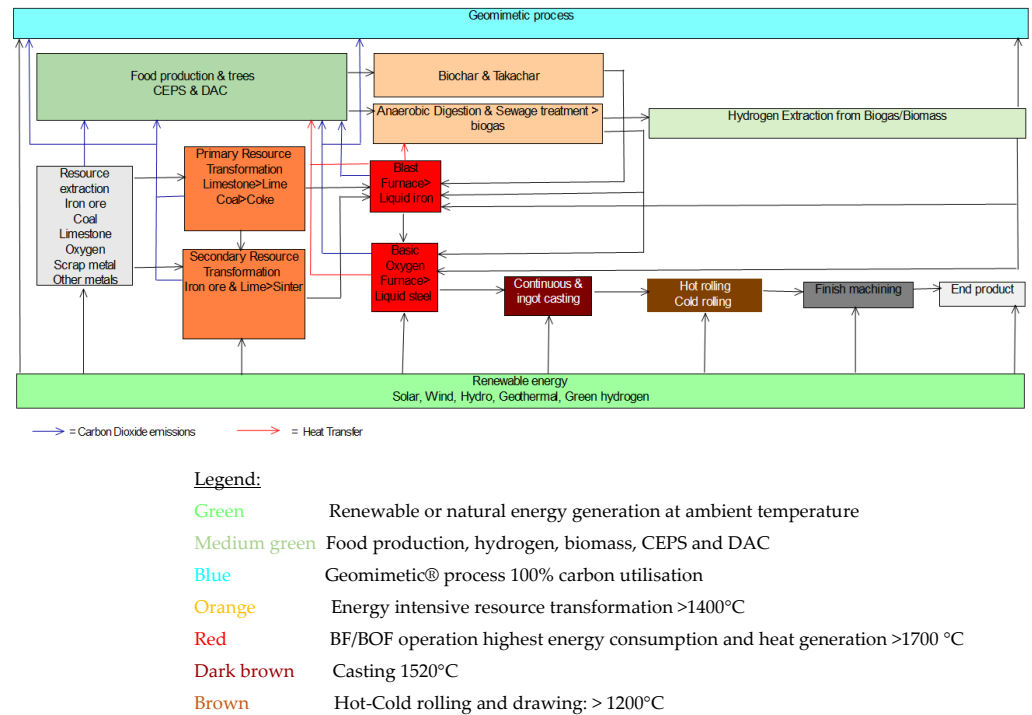 Geomimetic process
Food production & trees
CEPS & DAC
Biochar & Takachar
Anaerobic Digestion & Sewage treatment >
biogas
Hydrogen Extraction from Biogas/Biomass
Resource
extraction
Iron ore
Coal
Limestone
Oxygen
Scrap metal
Other metals
Primary Resource
Transformation
Limestone>Lime
Coal>Coke
Blast
Furnace>
Liquid iron
Secondary Resource
Transformation
Iron ore & Lime>Sinter
Basic
Oxygen
Furnace>
Liquid steel
Continuous &
ingot casting
Hot rolling
Cold rolling
Finish machining
End product
Renewable energy
Solar, Wind, Hydro, Geothermal, Green hydrogen
= Carbon Dioxide emissions
= Heat Transfer
Legend:
Green Renewable or natural energy generation at ambient temperature
Medium green Food production, hydrogen, biomass, CEPS and DAC
Blue Geomimetic® process 100% carbon utilisation
Orange Energy intensive resource transformation >1400°C
Red BF/BOF operation highest energy consumption and heat generation >1700 °C
Dark brown Casting 1520°C
Brown Hot-Cold rolling and drawing: > 1200°C